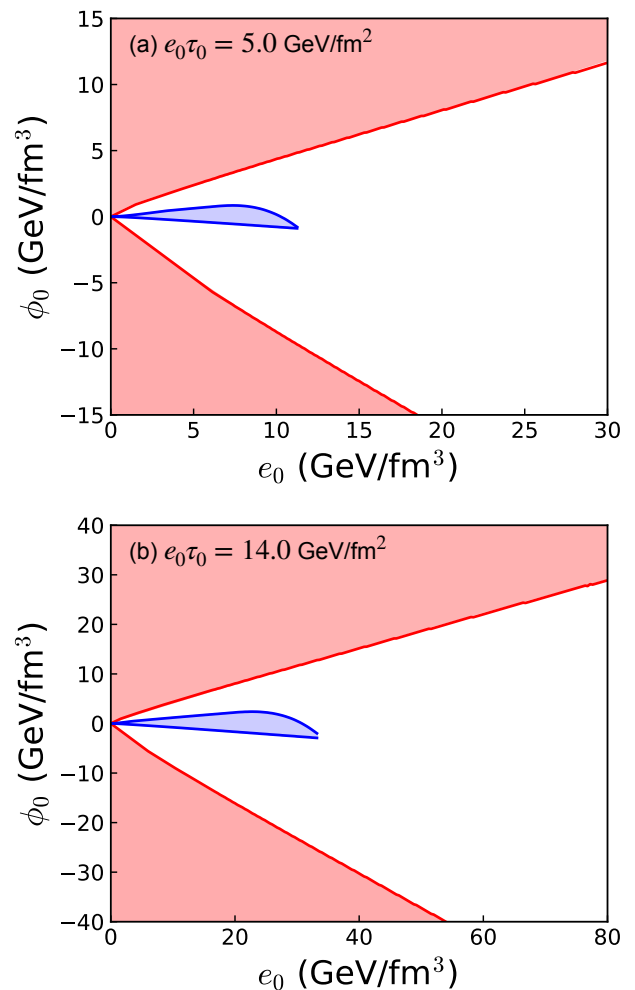 (a) e₀τ₀ = 5.0 GeV/fm²
15
10
5
0
−5
−10
−15
ϕ₀ (GeV/fm³)
0 5 10 15 20 25 30
e₀ (GeV/fm³)
(b) e₀τ₀ = 14.0 GeV/fm²
40
30
20
10
0
−10
−20
−30
−40
ϕ₀ (GeV/fm³)
0 20 40 60 80
e₀ (GeV/fm³)